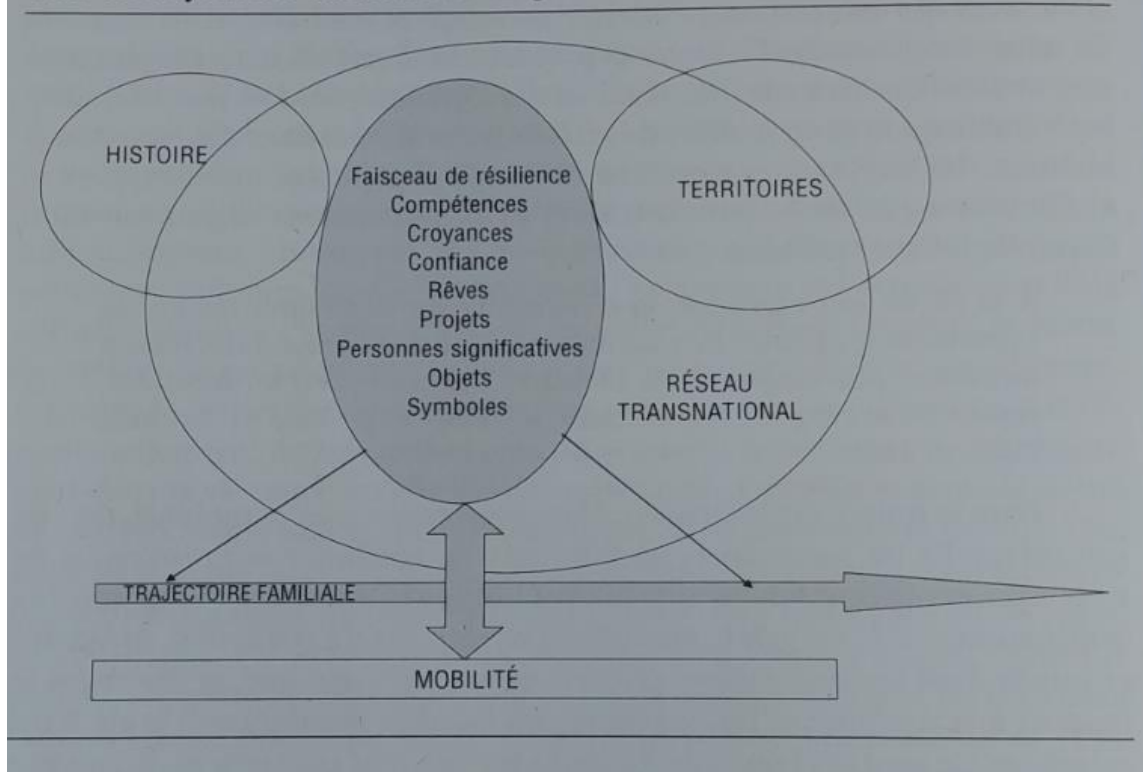 HISTOIRE
Faisceau de résilience
Compétences
Croyances
Confiance
Rêves
Projets
Personnes significatives
Objets
Symboles
TERRITOIRES
RÉSEAU
TRANSNATIONAL
TRAJECTOIRE FAMILIALE
MOBILITÉ